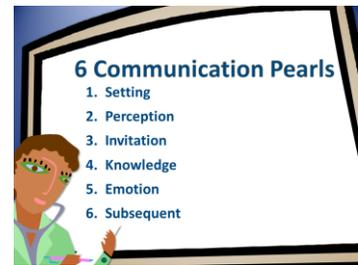 6 Communication Pearls
1. Setting
2. Perception
3. Invitation
4. Knowledge
5. Emotion
6. Subsequent